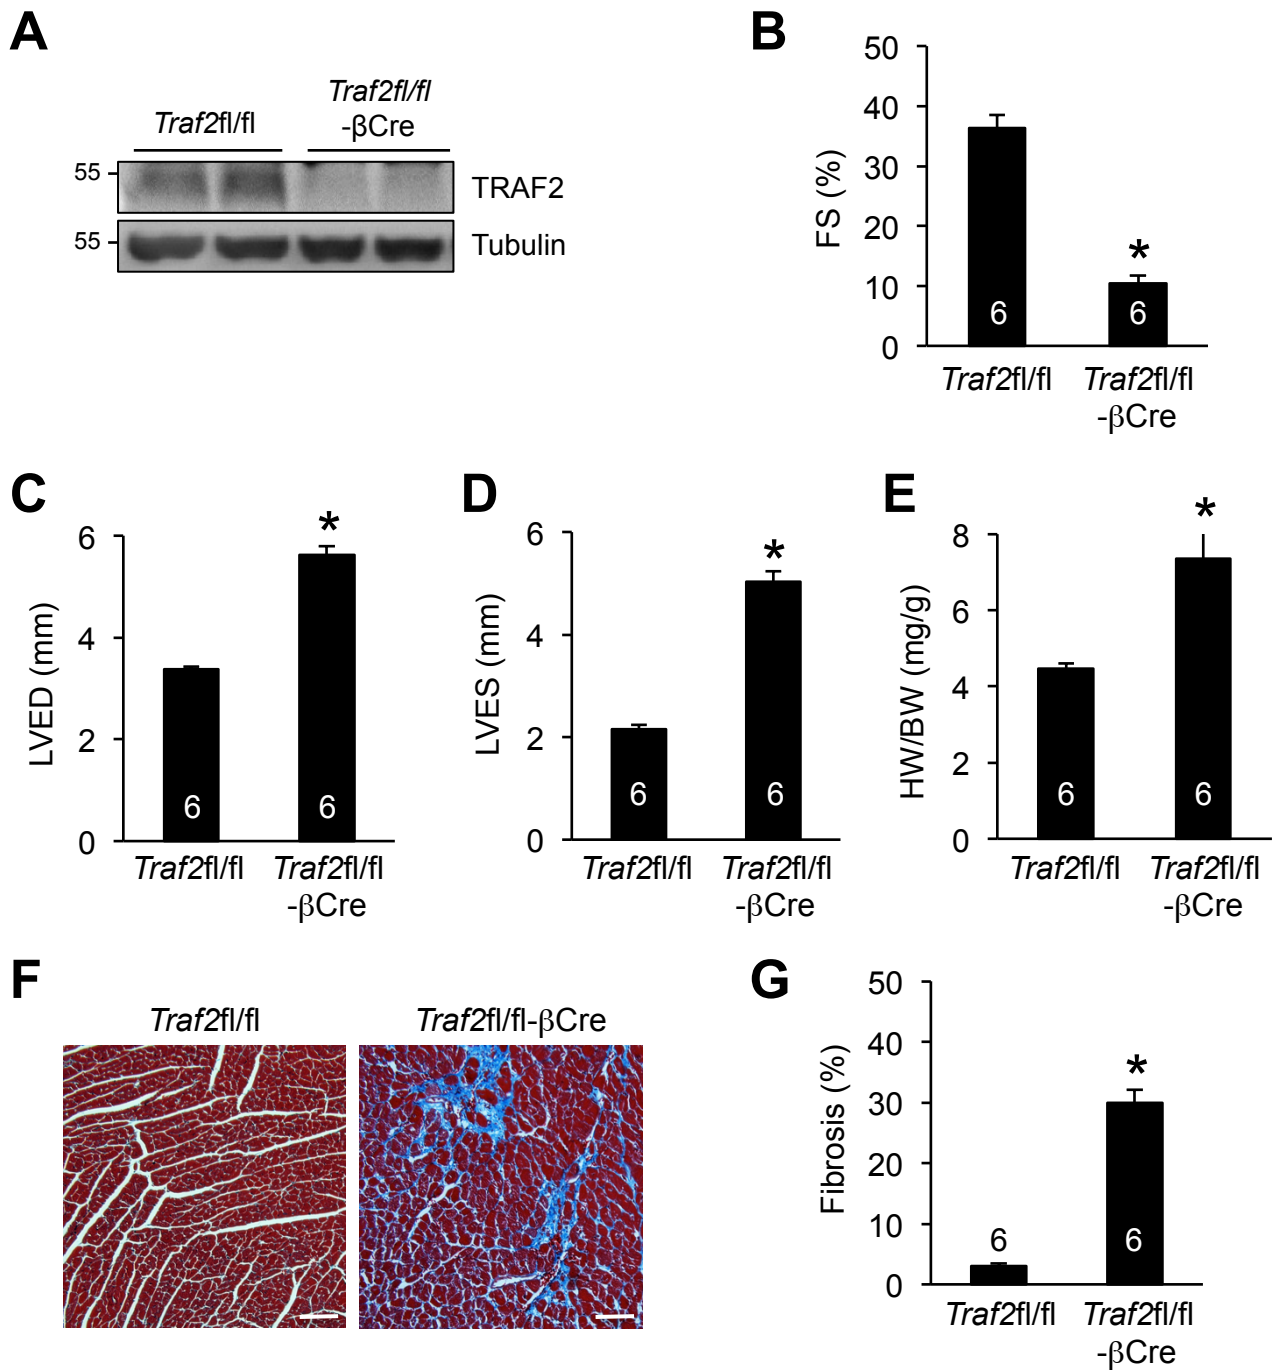 A
Traf2fl/fl
Traf2fl/fl
-βCre
55
TRAF2
55
Tubulin
B
50
40
30
20
10
0
FS (%)
*
6
6
Traf2fl/fl
Traf2fl/fl
-βCre
C
6
4
2
0
LVED (mm)
*
6
6
Traf2fl/fl
Traf2fl/fl
-βCre
D
6
4
2
0
LVES (mm)
*
6
6
Traf2fl/fl
Traf2fl/fl
-βCre
E
8
6
4
2
0
HW/BW (mg/g)
*
6
6
Traf2fl/fl
Traf2fl/fl
-βCre
F
Traf2fl/fl
Traf2fl/fl-βCre
G
50
40
30
20
10
0
Fibrosis (%)
*
6
6
Traf2fl/fl
Traf2fl/fl
-βCre